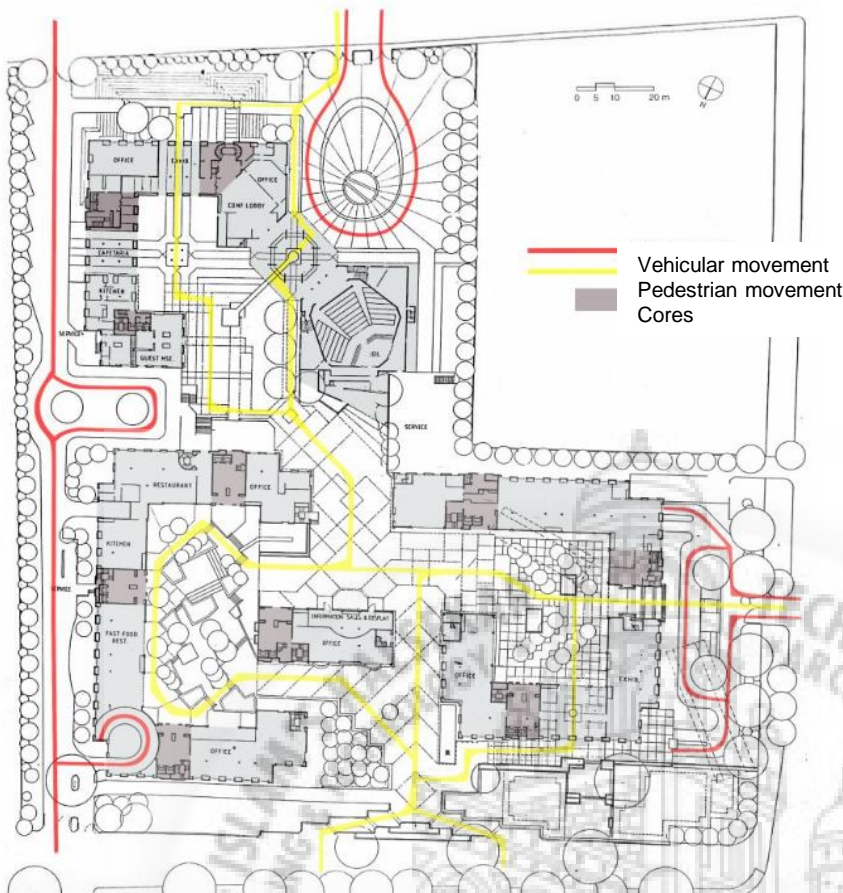 0 5 10 20 m
N
OFFICE
EXHIB
OFFICE
CONF LOBBY
CAFETARIA
KITCHEN
SERVICE
GUEST HSE.
Vehicular movement
Pedestrian movement
Cores
SERVICE
RESTAURANT
OFFICE
KITCHEN
SERVICE
FAST FOOD
REST.
INFORMATION SALES & DISPLAY
OFFICE
OFFICE
EXHIB
OFFICE